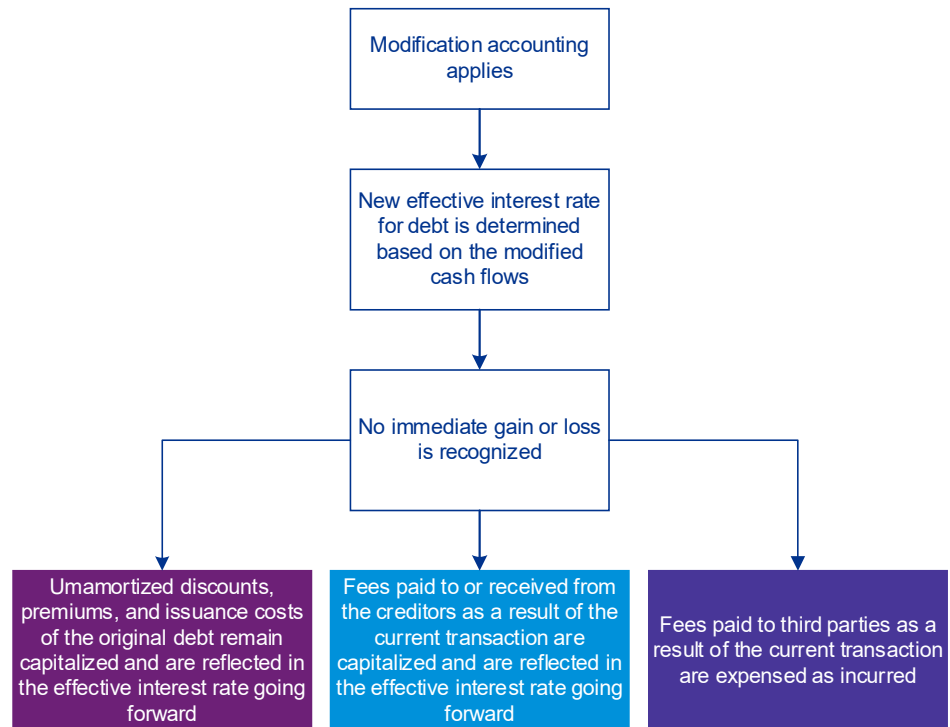 Modification accounting
applies
New effective interest rate
for debt is determined
based on the modified
cash flows
No immediate gain or loss
is recognized
Umamortized discounts,
premiums, and issuance costs
of the original debt remain
capitalized and are reflected in
the effective interest rate going
forward
Fees paid to or received from
the creditors as a result of the
current transaction are
capitalized and are reflected in
the effective interest rate going
forward
Fees paid to third parties as a
result of the current transaction
are expensed as incurred